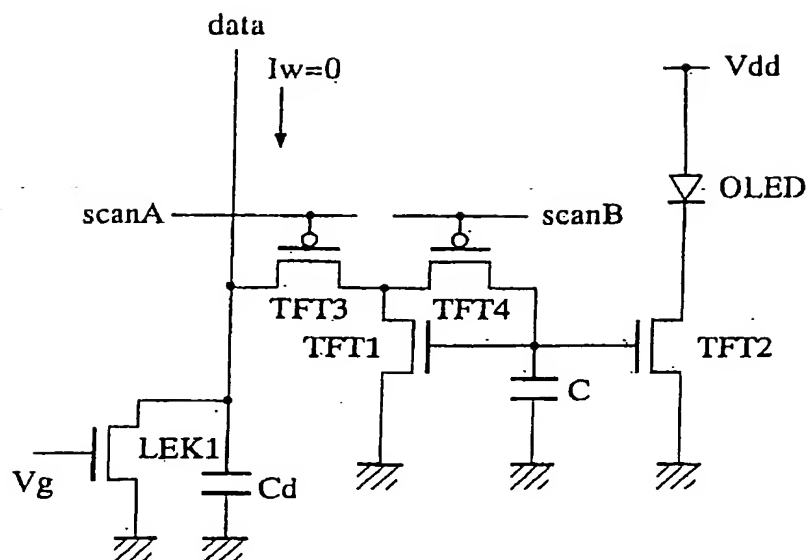 data
Iw=0
Vdd
OLED
scanA
scanB
TFT3
TFT4
TFT1
TFT2
C
LEK1
Vg
Cd